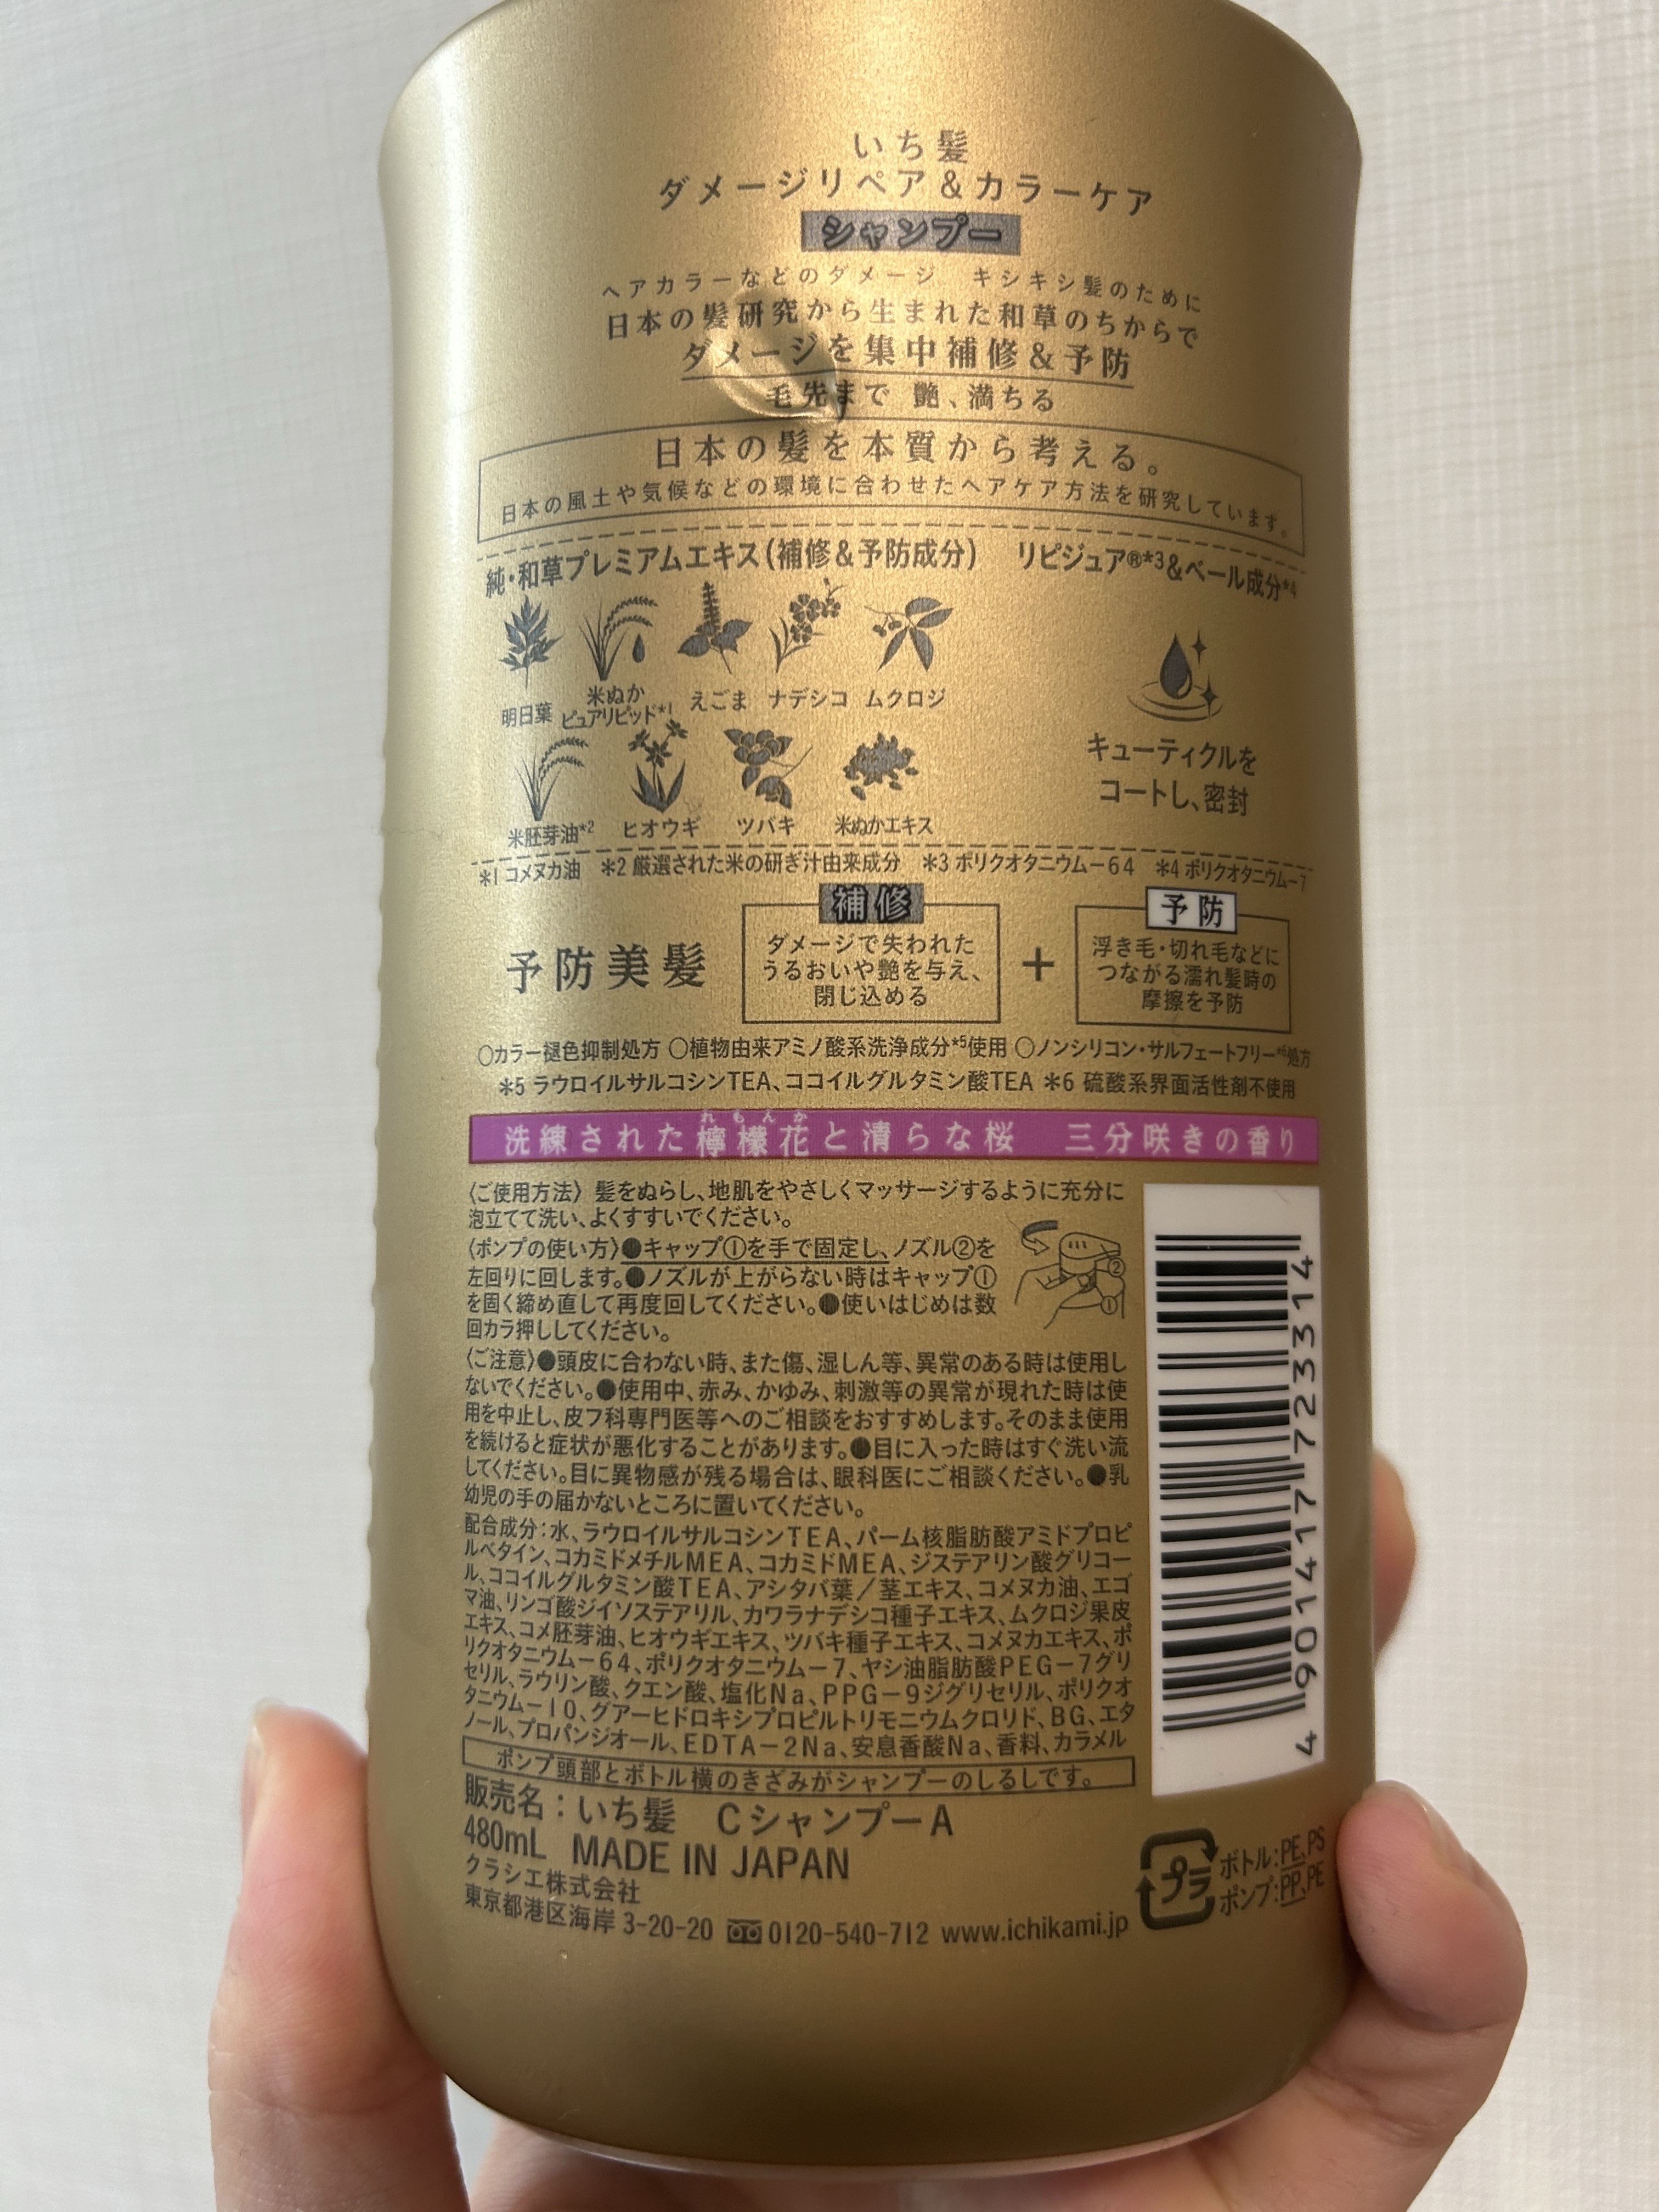 いち髪
ダメージリペア&カラーケア
シャンプー
ヘアカラーなどのダメージ キシキシ髪のために
日本の髪研究から生まれた和草のちからで
ダメージを集中補修&予防
毛先まで 艶、満ちる
日本の髪を本質から考える。
日本の風土や気候などの環境に合わせたヘアケア方法を研究しています。
純・和草プレミアムエキス(補修&予防成分)
リピジュア®*3&ベール成分*4
明日葉
米ぬか
ピュアリピッド*1
えごま
ナデシコ
ムクロジ
米胚芽油*2
ヒオウギ
ツバキ
米ぬかエキス
キューティクルを
コートし、密封
*1 コメヌカ油 *2 厳選された米の研ぎ汁由来成分 *3 ポリクオタニウム−64 *4 ポリクオタニウム−7
予防美髪
補修
ダメージで失われた
うるおいや艶を与え、
閉じ込める
+
予防
浮き毛・切れ毛などに
つながる濡れ髪時の
摩擦を予防
○カラー褪色抑制処方 ○植物由来アミノ酸系洗浄成分*5使用 ○ノンシリコン・サルフェートフリー*6処方
*5 ラウロイルサルコシンTEA、ココイルグルタミン酸TEA *6 硫酸系界面活性剤不使用
れもんか
洗練された檸檬花と清らな桜 三分咲きの香り
〈ご使用方法〉髪をぬらし、地肌をやさしくマッサージするように充分に
泡立てて洗い、よくすすいでください。
〈ポンプの使い方〉●キャップ①を手で固定し、ノズル②を
左回りに回します。●ノズルが上がらない時はキャップ①
を固く締め直して再度回してください。●使いはじめは数
回カラ押ししてください。
②
①
〈ご注意〉●頭皮に合わない時、また傷、湿しん等、異常のある時は使用し
ないでください。●使用中、赤み、かゆみ、刺激等の異常が現れた時は使
用を中止し、皮フ科専門医等へのご相談をおすすめします。そのまま使用
を続けると症状が悪化することがあります。●目に入った時はすぐ洗い流
してください。目に異物感が残る場合は、眼科医にご相談ください。●乳
幼児の手の届かないところに置いてください。
配合成分：水、ラウロイルサルコシンTEA、パーム核脂肪酸アミドプロピ
ルベタイン、コカミドメチルMEA、コカミドMEA、ジステアリン酸グリコー
ル、ココイルグルタミン酸TEA、アシタバ葉／茎エキス、コメヌカ油、エゴ
マ油、リンゴ酸ジイソステアリル、カワラナデシコ種子エキス、ムクロジ果皮
エキス、コメ胚芽油、ヒオウギエキス、ツバキ種子エキス、コメヌカエキス、ポ
リクオタニウム−64、ポリクオタニウム−7、ヤシ油脂肪酸PEG−7グリ
セリル、ラウリン酸、クエン酸、塩化Na、PPG−9ジグリセリル、ポリクオ
タニウム−10、グアーヒドロキシプロピルトリモニウムクロリド、BG、エタ
ノール、プロパンジオール、EDTA−2Na、安息香酸Na、香料、カラメル
ポンプ頭部とボトル横のきざみがシャンプーのしるしです。
販売名：いち髪 CシャンプーA
480mL MADE IN JAPAN
クラシエ株式会社
東京都港区海岸 3-20-20 0120-540-712 www.ichikami.jp
プラ
ボトル:PE,PS
ポンプ:PP,PE
4 901417 723314